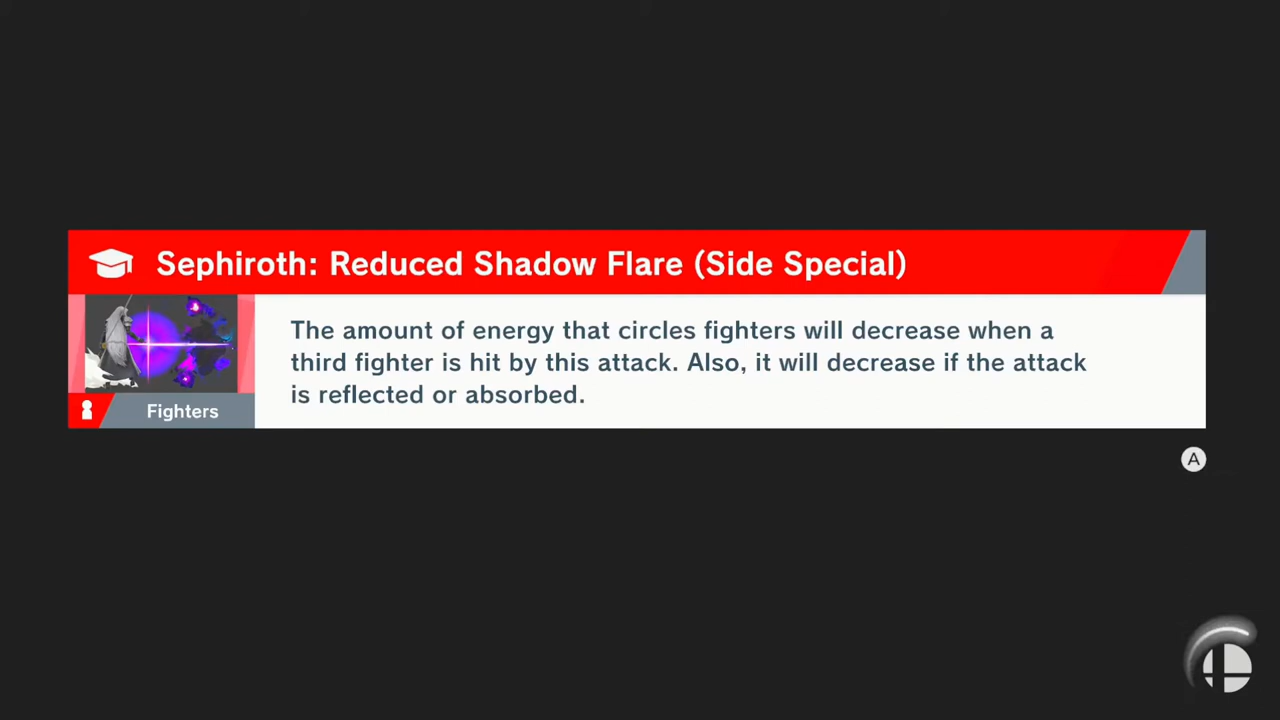 Sephiroth: Reduced Shadow Flare (Side Special)
The amount of energy that circles fighters will decrease when a
third fighter is hit by this attack. Also, it will decrease if the attack
is reflected or absorbed.
Fighters
A